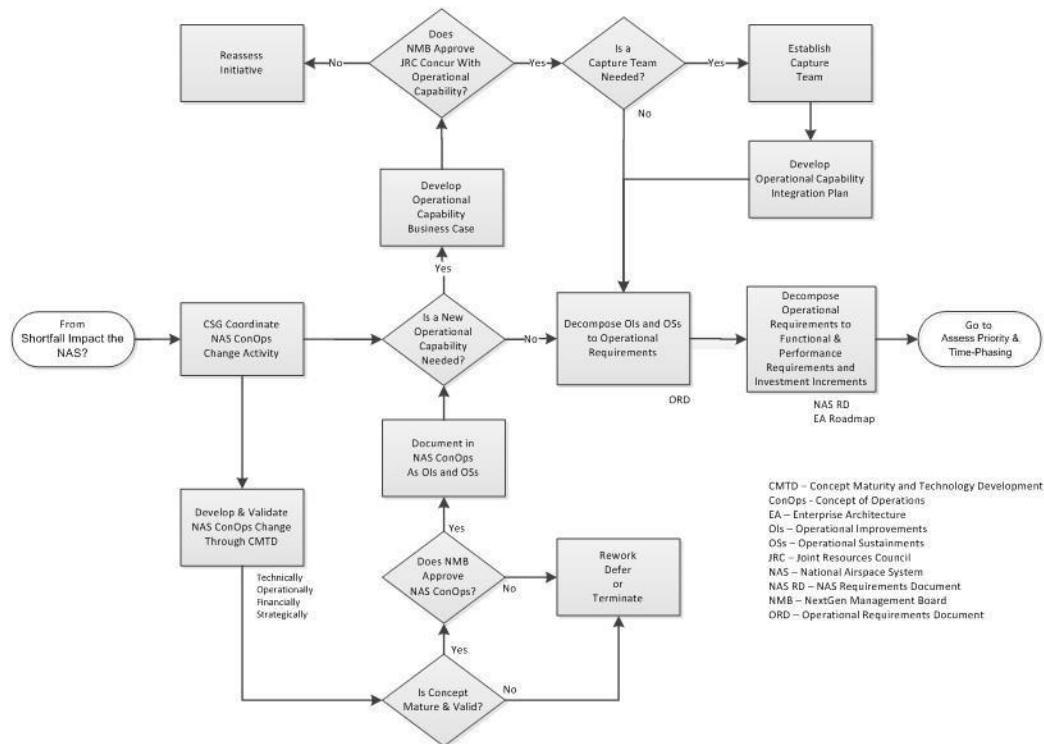 Does
NMB Approve
JRC Concur With
Operational
Capability?
Reassess
Initiative
No
Yes
Is a
Capture Team
Needed?
Yes
Establish
Capture
Team
No
Develop
Operational
Capability
Business Case
Develop
Operational Capability
Integration Plan
Yes
From
Shortfall Impact the
NAS?
CSG Coordinate
NAS ConOps
Change Activity
Is a New
Operational
Capability
Needed?
No
Decompose OIs and OSs
to Operational
Requirements
ORD
Decompose
Operational
Requirements to
Functional &
Performance
Requirements and
Investment Increments
NAS RD
EA Roadmap
Go to
Assess Priority &
Time-Phasing
Document in
NAS ConOps
As OIs and OSs
Develop & Validate
NAS ConOps Change
Through CMTD
Technically
Operationally
Financially
Strategically
Yes
Does NMB
Approve
NAS ConOps?
No
Rework
Defer
or
Terminate
Yes
Is Concept
Mature & Valid?
No
CMTD – Concept Maturity and Technology Development
ConOps - Concept of Operations
EA – Enterprise Architecture
OIs – Operational Improvements
OSs – Operational Sustainments
JRC – Joint Resources Council
NAS – National Airspace System
NAS RD – NAS Requirements Document
NMB – NextGen Management Board
ORD – Operational Requirements Document